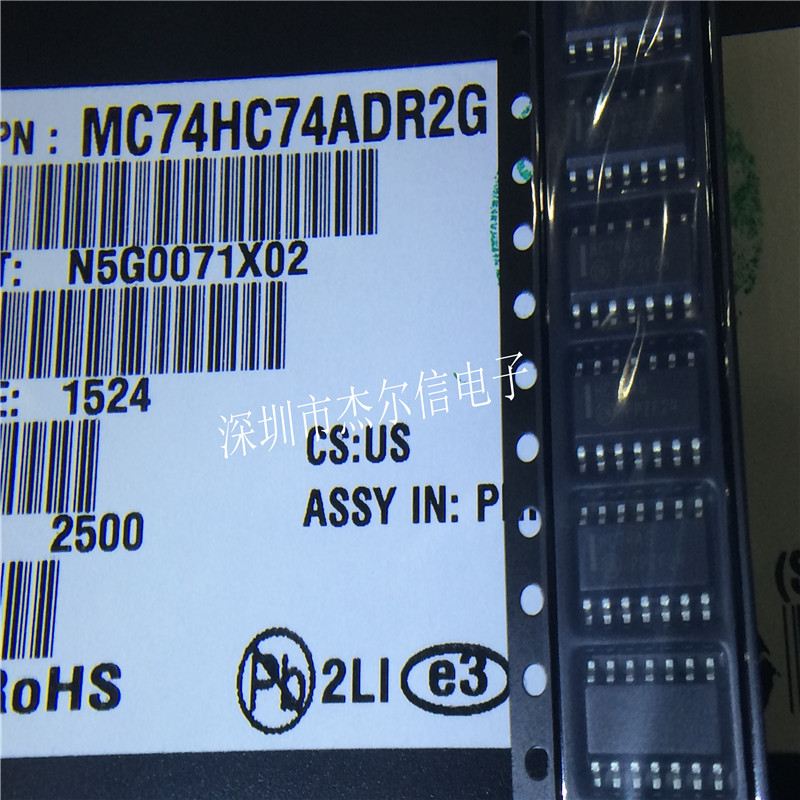 PN: MC74HC74ADR2G
T: N5G0071X02
E: 1524
深圳市杰尔信电子
CS:US
2500
ASSY IN: P
RoHS
Pb 2LI e3
(S